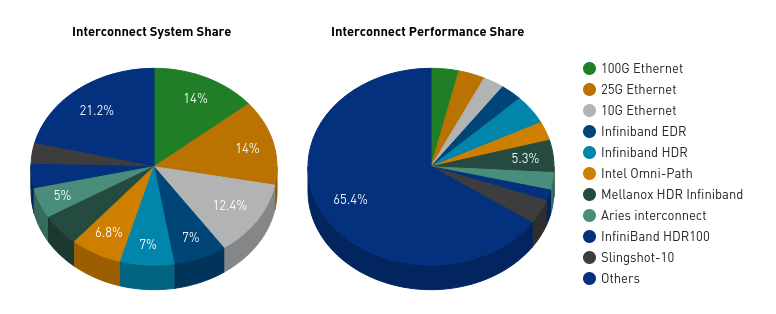 Interconnect System Share
Interconnect Performance Share
21.2%
14%
14%
12.4%
7%
7%
6.8%
5%
5.3%
65.4%
100G Ethernet
25G Ethernet
10G Ethernet
Infiniband EDR
Infiniband HDR
Intel Omni-Path
Mellanox HDR Infiniband
Aries interconnect
InfiniBand HDR100
Slingshot-10
Others